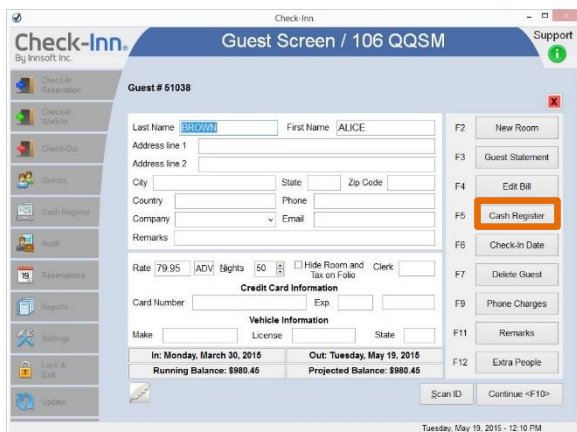 Check-Inn
Check-Inn®
By Innsoft Inc.
Guest Screen / 106 QQSM
Support
Check-In Reservation
Check-In Walk-In
Check-Out
Guests
Cash Register
Audit
19
Reservations
Reports
Settings
Lock & Exit
Update
Guest # 51038
X
Last Name BROWN First Name ALICE
Address line 1
Address line 2
City State Zip Code
Country Phone
Company Email
Remarks
Rate 79.95 ADV Nights 50 Hide Room and Tax on Folio Clerk
Credit Card Information
Card Number Exp.
Vehicle Information
Make License State
In: Monday, March 30, 2015 Out: Tuesday, May 19, 2015
Running Balance: $980.45 Projected Balance: $980.45
F2 New Room
F3 Guest Statement
F4 Edit Bill
F5 Cash Register
F6 Check-In Date
F7 Delete Guest
F9 Phone Charges
F11 Remarks
F12 Extra People
Scan ID Continue <F10>
Tuesday, May 19, 2015 - 12:10 PM